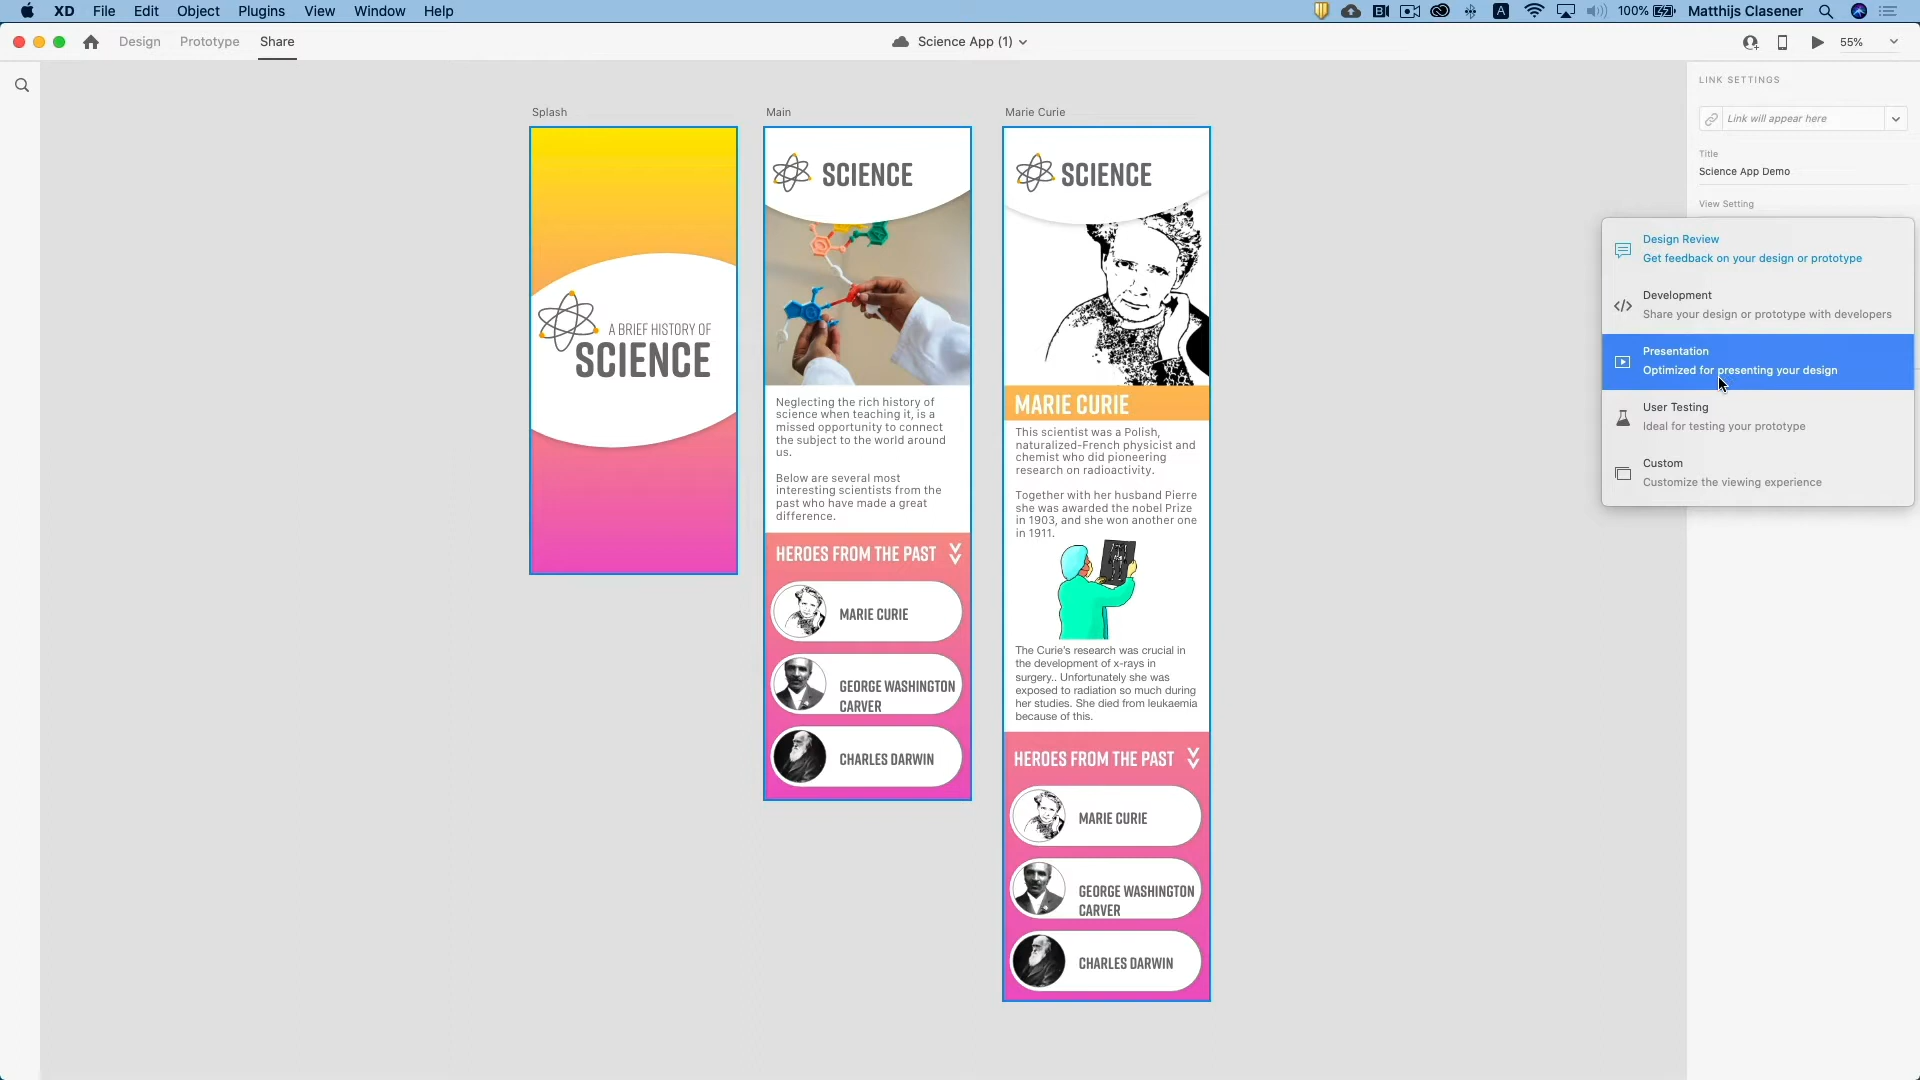 XD File Edit Object Plugins View Window Help
A 100% Matthijs Clasener
Design Prototype Share
Science App (1)
55%
LINK SETTINGS
Link will appear here
Title
Science App Demo
View Setting
Design Review
Get feedback on your design or prototype
Development
Share your design or prototype with developers
Presentation
Optimized for presenting your design
User Testing
Ideal for testing your prototype
Custom
Customize the viewing experience
Splash
A BRIEF HISTORY OF
SCIENCE
Main
SCIENCE
Neglecting the rich history of
science when teaching it, is a
missed opportunity to connect
the subject to the world around
us.
Below are several most
interesting scientists from the
past who have made a great
difference.
HEROES FROM THE PAST
MARIE CURIE
GEORGE WASHINGTON
CARVER
CHARLES DARWIN
Marie Curie
SCIENCE
MARIE CURIE
This scientist was a Polish,
naturalized-French physicist and
chemist who did pioneering
research on radioactivity.
Together with her husband Pierre
she was awarded the nobel Prize
in 1903, and she won another one
in 1911.
The Curie's research was crucial in
the development of x-rays in
surgery.. Unfortunately she was
exposed to radiation so much during
her studies. She died from leukaemia
because of this.
HEROES FROM THE PAST
MARIE CURIE
GEORGE WASHINGTON
CARVER
CHARLES DARWIN